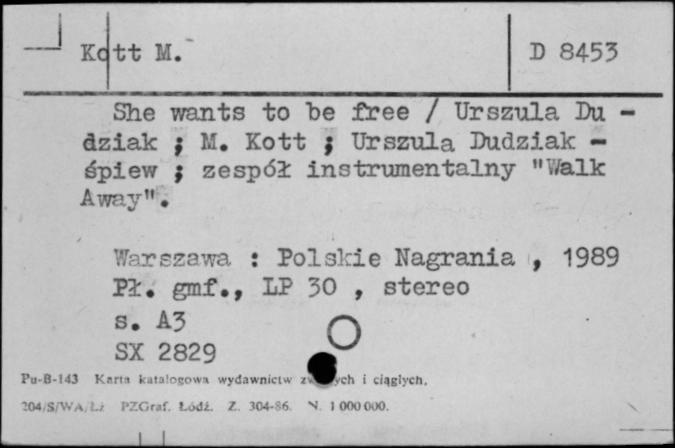 Kott M. D 8453
She wants to be free / Urszula Du -
dziak ; M. Kott ; Urszula Dudziak -
śpiew ; zespół instrumentalny "Walk
Away".
Warszawa : Polskie Nagrania , 1989
Pł. gmf., LP 30 , stereo
s. A3
SX 2829
Pu-B-143 Karta katalogowa wydawnictw i ciągłych.
204/S/WA/Łż PZGraf. Łódź. Z. 304-86. N. 1 000 000.